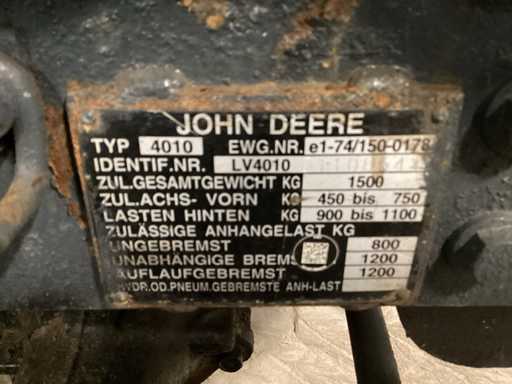 JOHN DEERE
TYP 4010 EWG.NR. e1-74/150-0178
IDENTIF.NR. LV4010
ZUL.GESAMTGEWICHT KG 1500
ZUL.ACHS- VORN KG 450 bis 750
LASTEN HINTEN KG 900 bis 1100
ZULÄSSIGE ANHANGELAST KG
UNGEBREMST 800
UNABHÄNGIGE BREMS 1200
AUFLAUFGEBREMST 1200
HYDR.OD.PNEUM.GEBREMSTE ANH-LAST